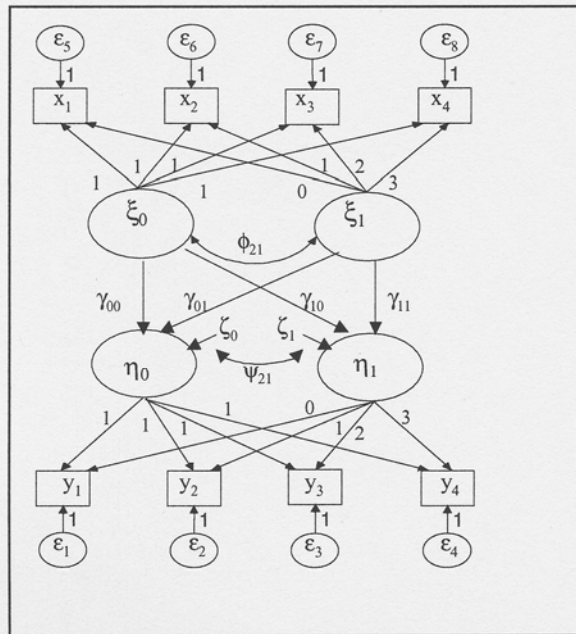 ε₅ ε₆ ε₇ ε₈
1 1 1 1
x₁ x₂ x₃ x₄
1 1 1 1 0 1 2 3
ξ₀ ξ₁
ϕ₂₁
γ₀₀ γ₀₁ γ₁₀ γ₁₁
ζ₀ ζ₁
η₀ ψ₂₁ η₁
1 1 1 1 0 1 2 3
y₁ y₂ y₃ y₄
1 1 1 1
ε₁ ε₂ ε₃ ε₄